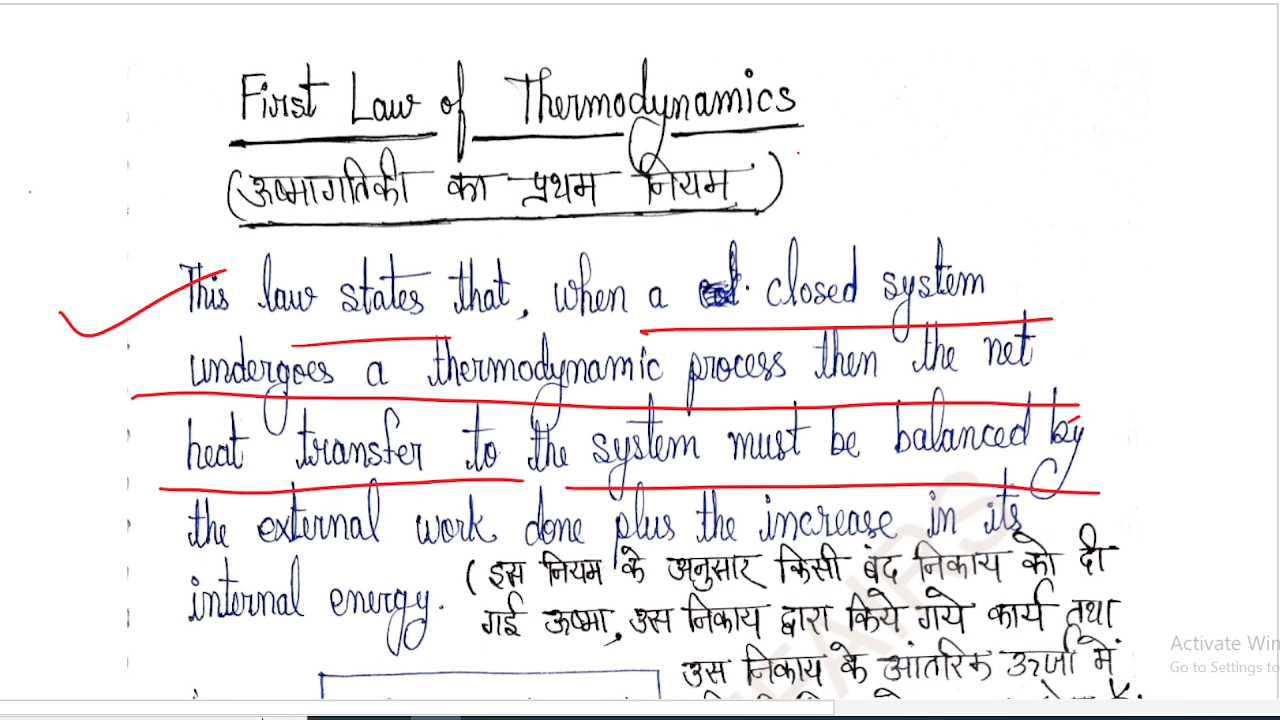 First Law of Thermodynamics
(ऊष्मागतिकी का प्रथम नियम)
This law states that, when a closed system
undergoes a thermodynamic process then the net
heat transfer to the system must be balanced by
the external work done plus the increase in its
internal energy.
(इस नियम के अनुसार किसी बंद निकाय को दी
गई ऊष्मा, उस निकाय द्वारा किये गये कार्य तथा
उस निकाय के आंतरिक ऊर्जा में
Activate Win
Go to Settings to